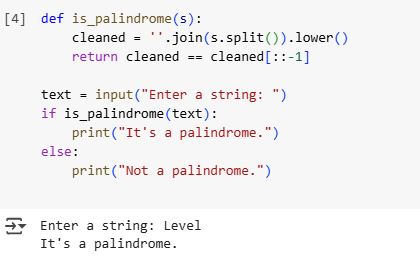 [4] def is_palindrome(s):
        cleaned = ''.join(s.split()).lower()
        return cleaned == cleaned[::-1]
    text = input("Enter a string: ")
    if is_palindrome(text):
        print("It's a palindrome.")
    else:
        print("Not a palindrome.")
Enter a string: Level
It's a palindrome.